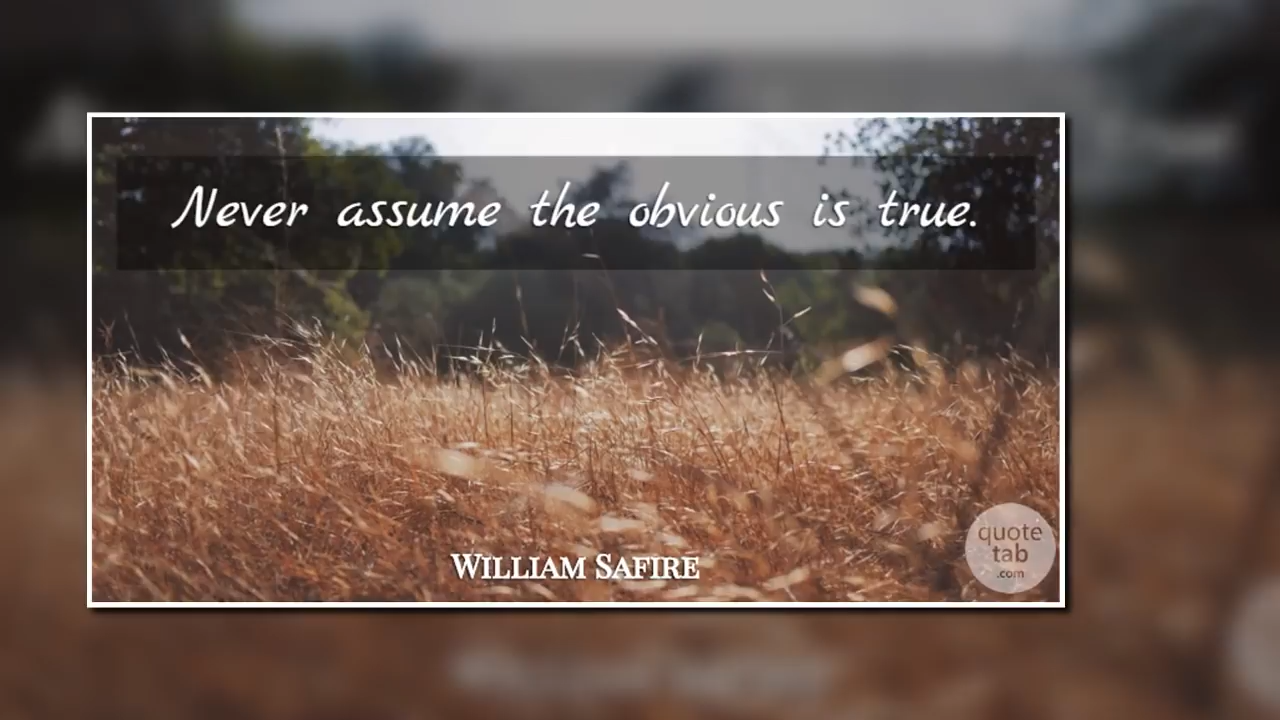 Never assume the obvious is true.
WILLIAM SAFIRE
quote
tab
.com